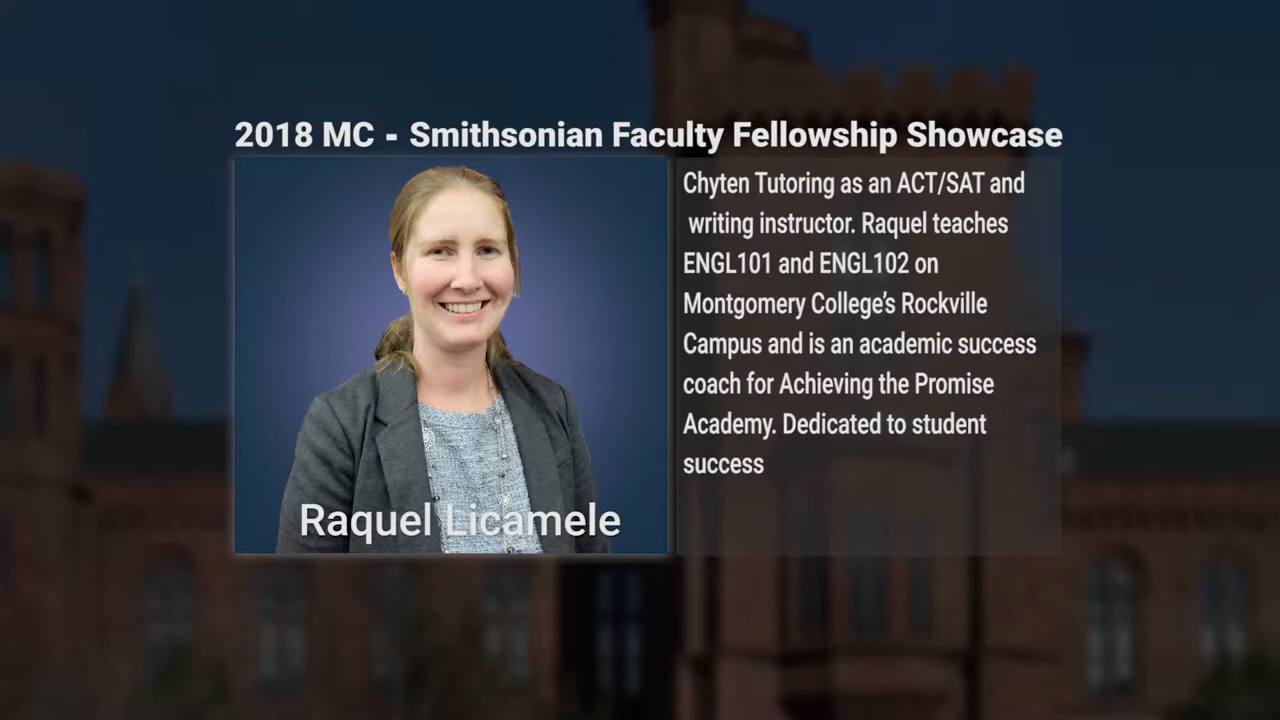 2018 MC - Smithsonian Faculty Fellowship Showcase
Chyten Tutoring as an ACT/SAT and
writing instructor. Raquel teaches
ENGL101 and ENGL102 on
Montgomery College's Rockville
Campus and is an academic success
coach for Achieving the Promise
Academy. Dedicated to student
success
Raquel Licamele